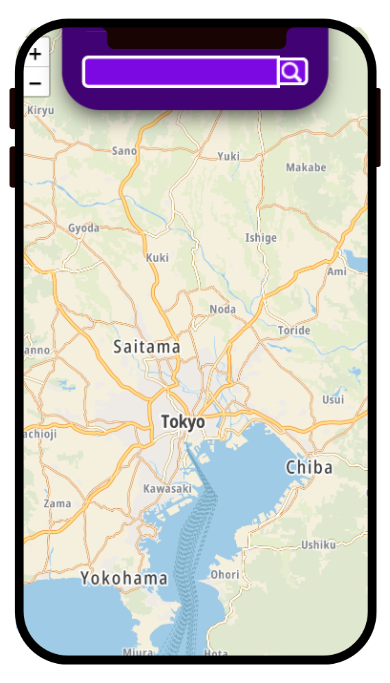 +
−
Kiryu
Sano
Yuki
Makabe
Gyoda
Ishige
Kuki
Ami
Noda
Toride
Saitama
anno
Usui
Tokyo
achioji
Chiba
Kawasaki
Zama
Ushiku
Yokohama
Ohori
Miura
Hota